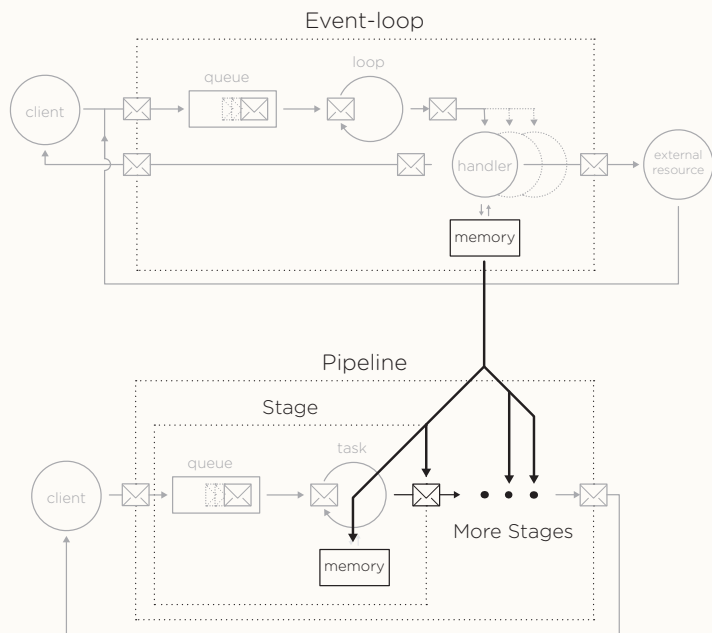 Event-loop
queue
loop
client
handler
external
resource
memory
Pipeline
Stage
queue
task
client
More Stages
memory